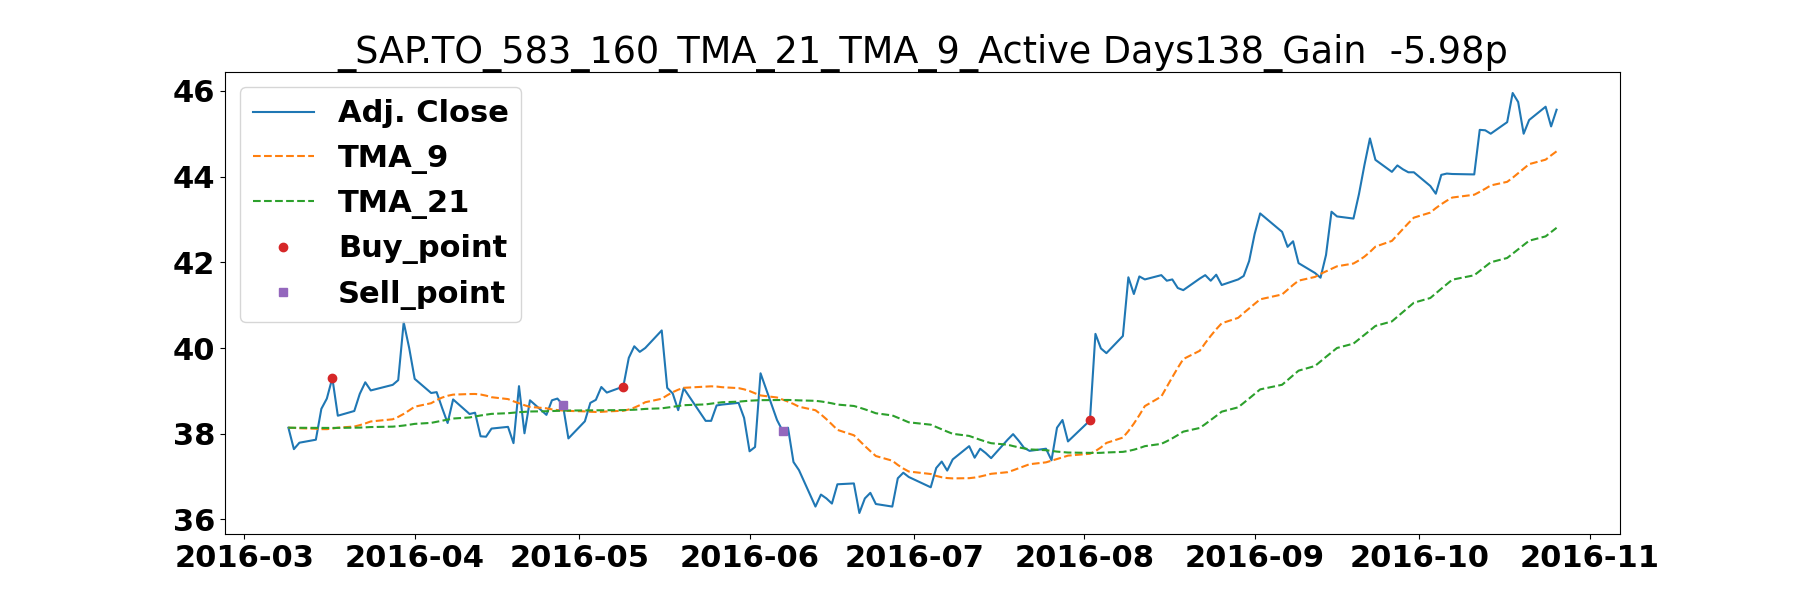 _SAP.TO_583_160_TMA_21_TMA_9_Active Days138_Gain  -5.98p
46
44
42
40
38
36
Adj. Close
TMA_9
TMA_21
Buy_point
Sell_point
2016-03 2016-04 2016-05 2016-06 2016-07 2016-08 2016-09 2016-10 2016-11